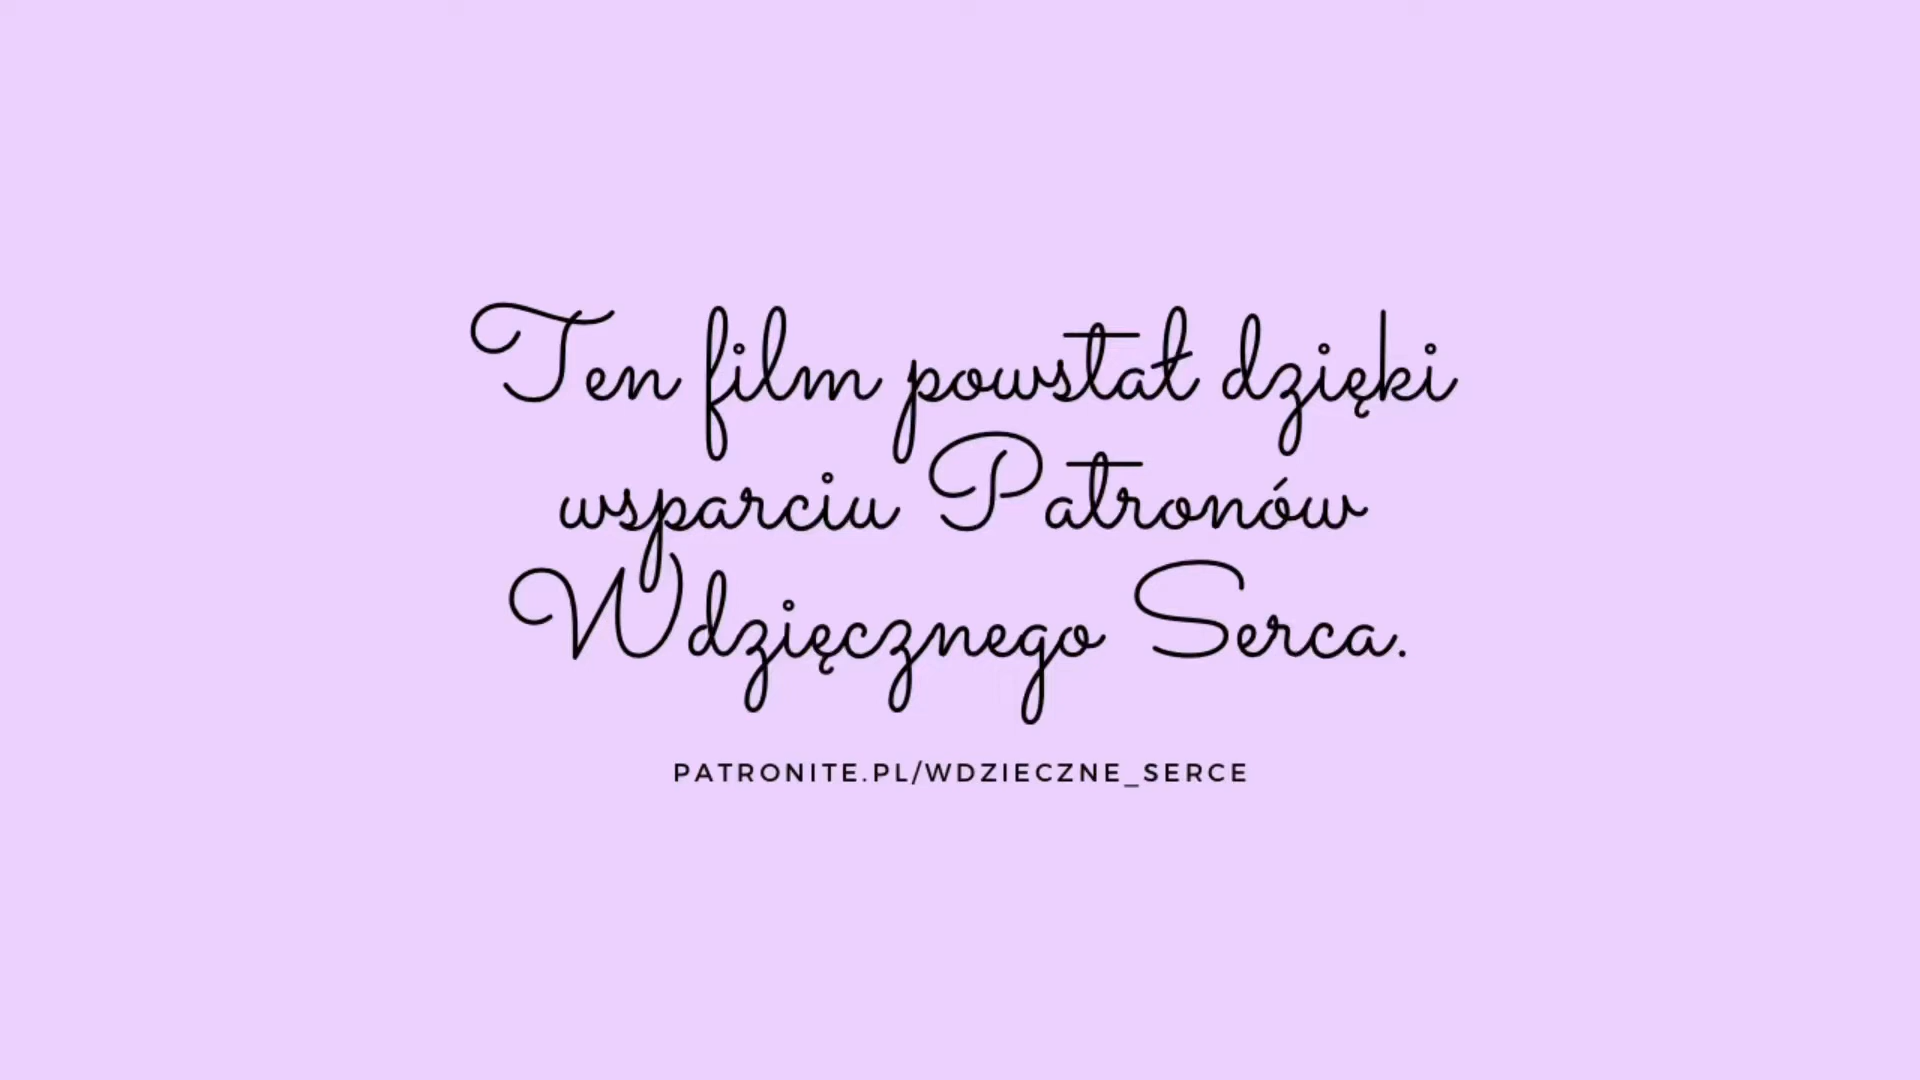 Ten film powstał dzięki
wsparciu Patronów
Wdzięcznego Serca.
PATRONITE.PL/WDZIECZNE_SERCE